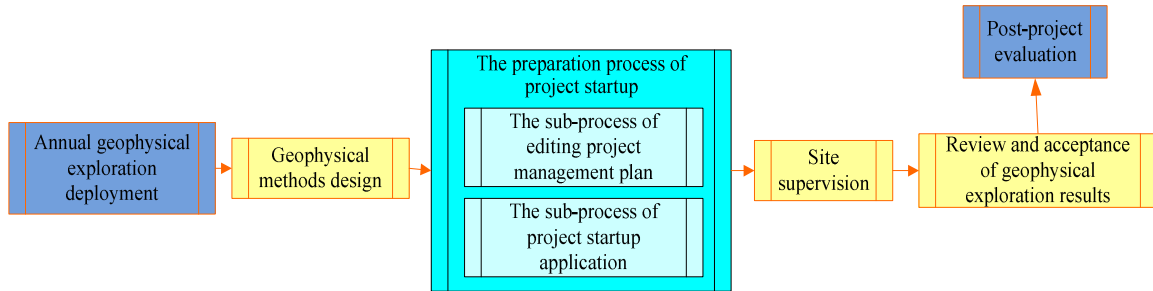 Annual geophysical
exploration
deployment
Geophysical
methods design
The preparation process of
project startup
The sub-process of
editing project
management plan
The sub-process of
project startup
application
Site
supervision
Review and acceptance
of geophysical
exploration results
Post-project
evaluation